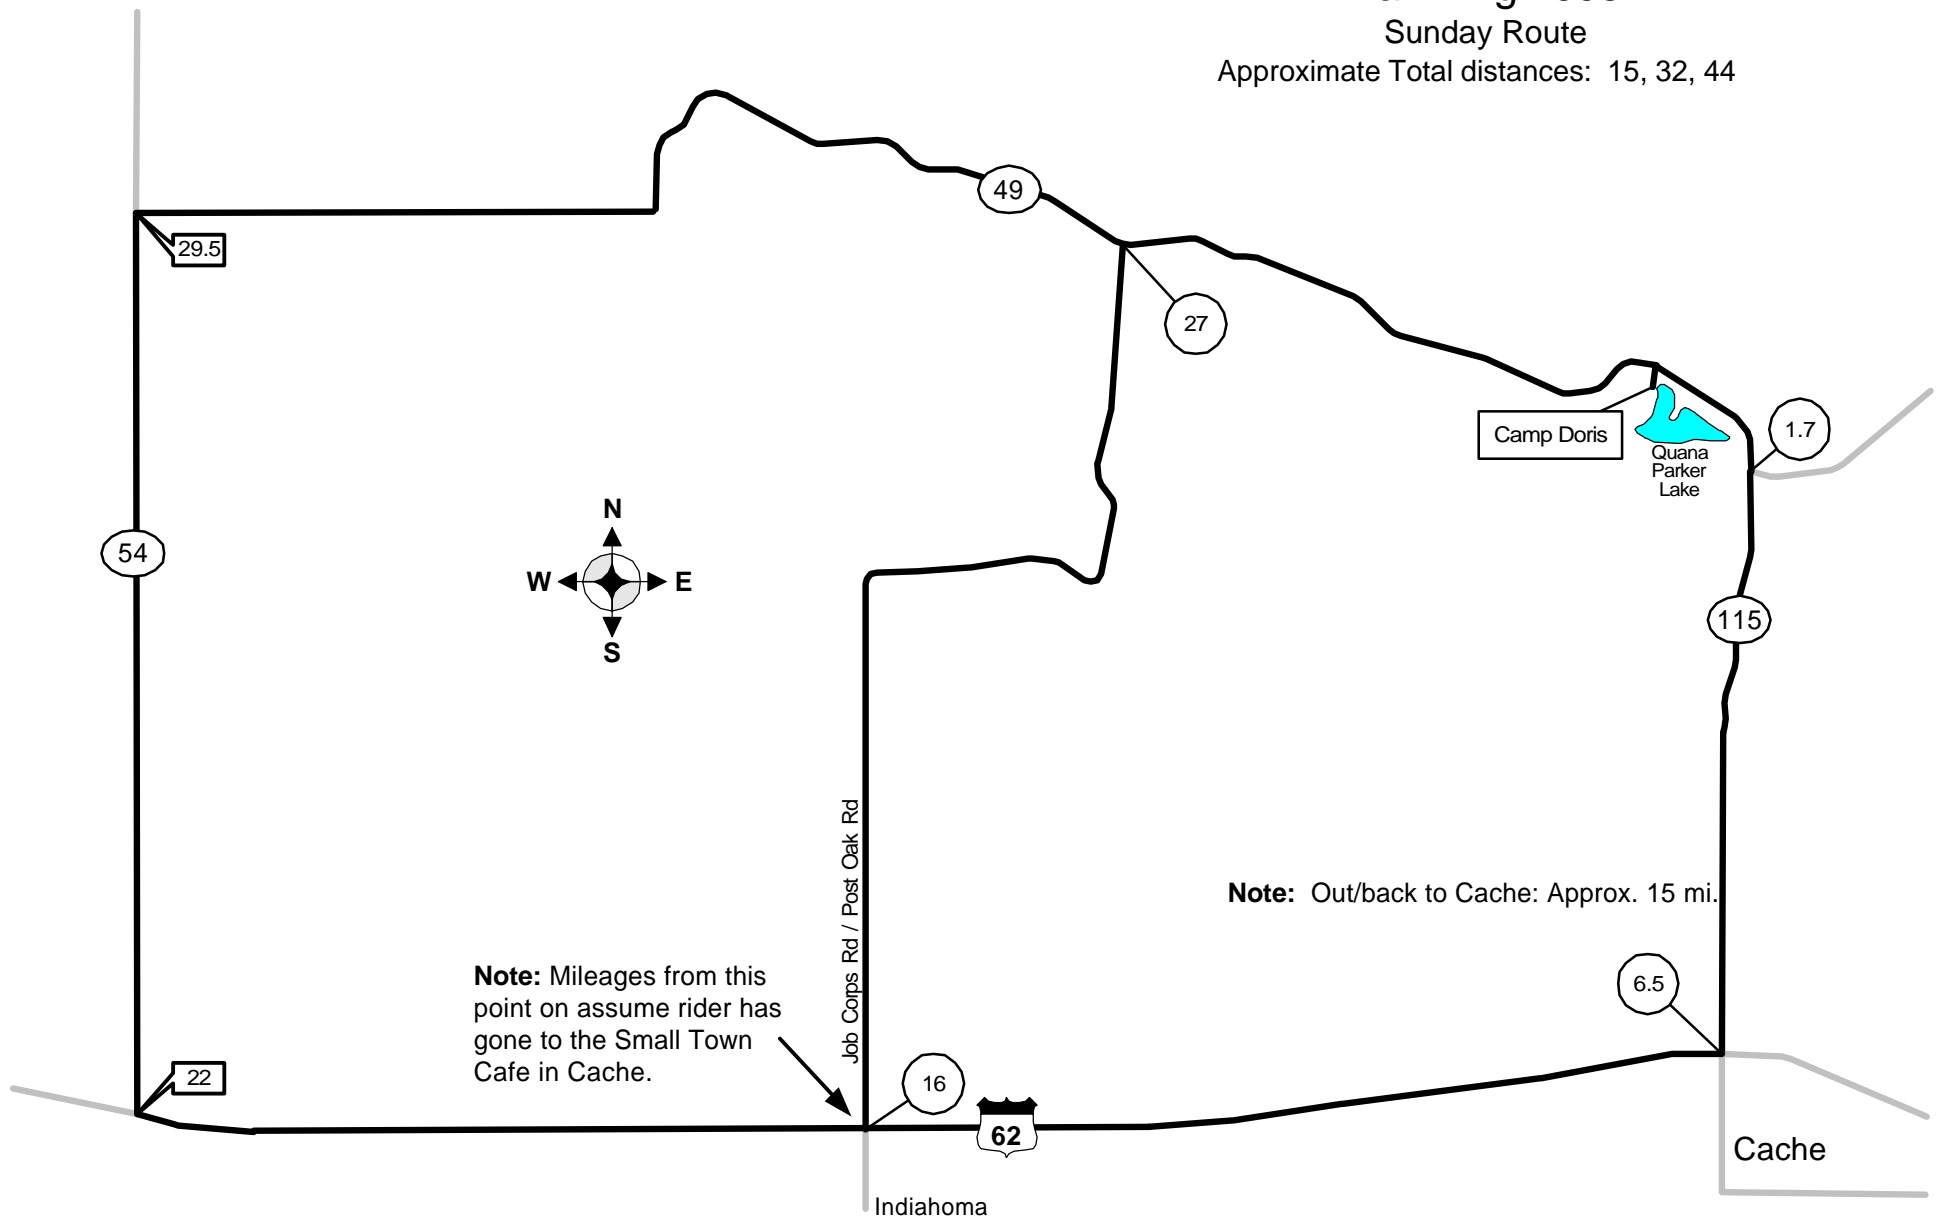 Sunday Route
Approximate Total distances: 15, 32, 44
49
29.5
27
Camp Doris
1.7
Quana
Parker
Lake
54
N
W
E
S
115
Job Corps Rd / Post Oak Rd
Note: Out/back to Cache: Approx. 15 mi.
Note: Mileages from this
point on assume rider has
gone to the Small Town
Cafe in Cache.
6.5
22
16
62
Cache
Indiahoma